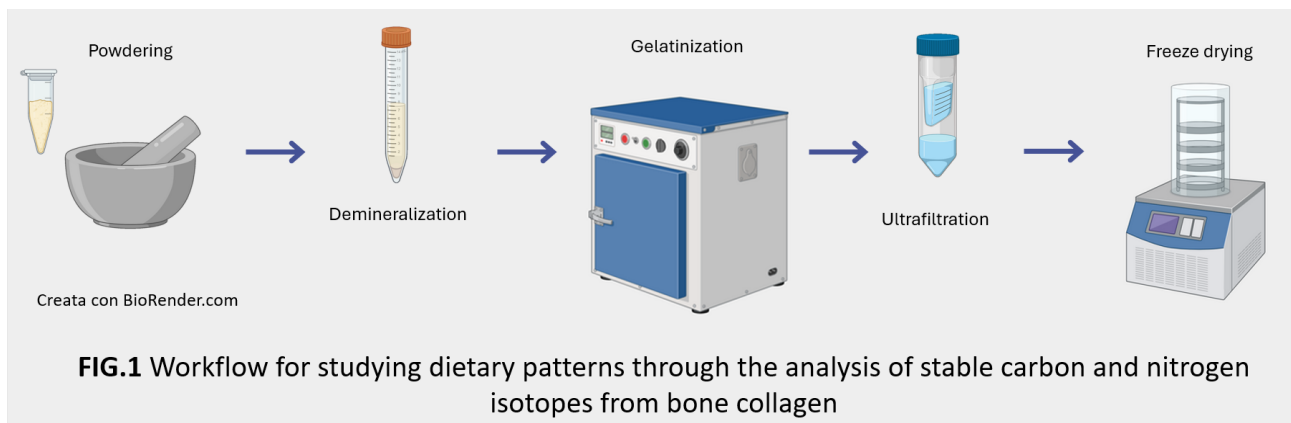 Powdering
Demineralization
Gelatinization
Ultrafiltration
Freeze drying
Creata con BioRender.com
FIG.1 Workflow for studying dietary patterns through the analysis of stable carbon and nitrogen
isotopes from bone collagen